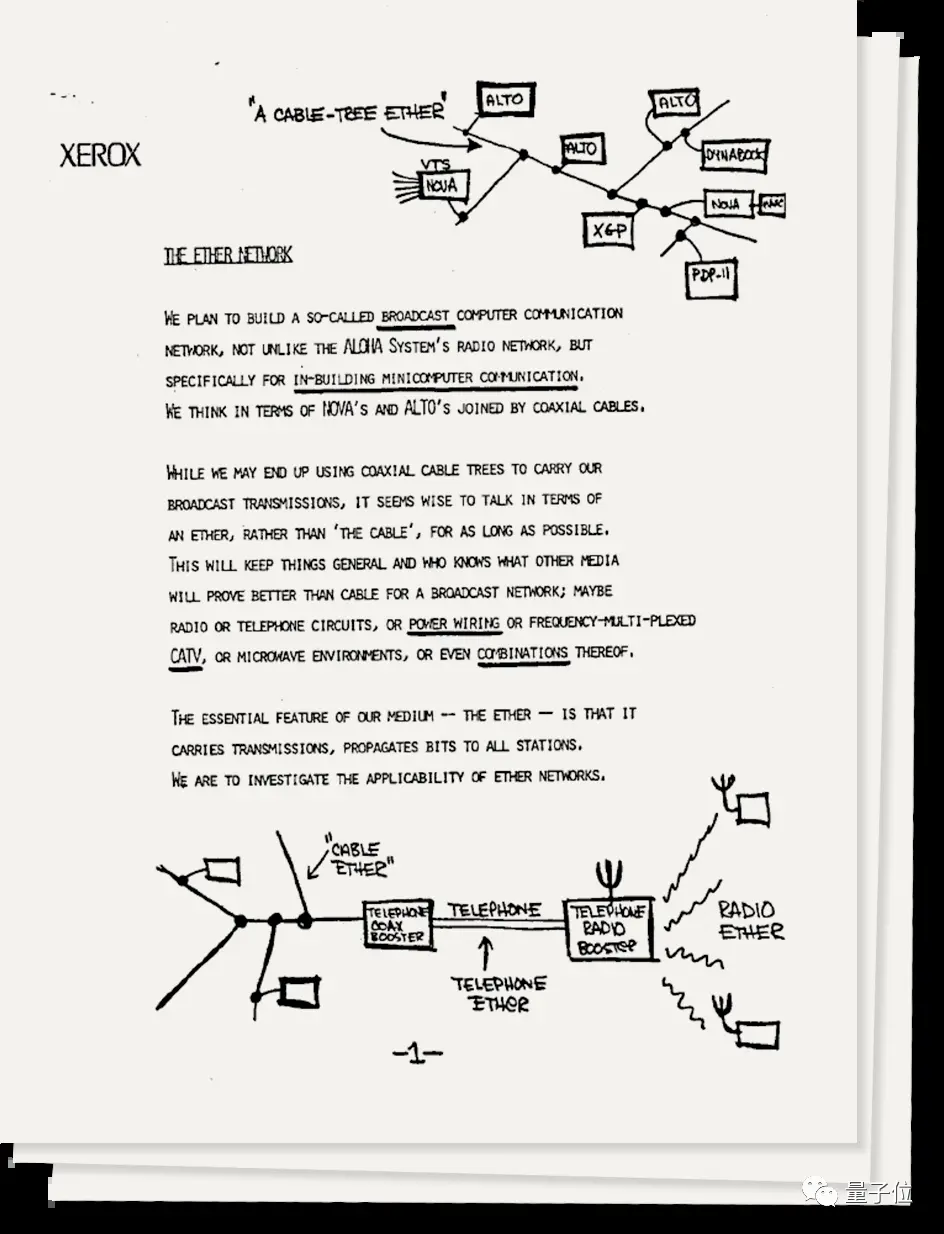 "A CABLE-TREE ETHER"
ALTO
ALTO
ALTO
DYNABOOK
VTS
NOVA
XGP
NOVA
PDP-11
XEROX
THE ETHER NETWORK
WE PLAN TO BUILD A SO-CALLED BROADCAST COMPUTER COMMUNICATION
NETWORK, NOT UNLIKE THE ALOHA SYSTEM'S RADIO NETWORK, BUT
SPECIFICALLY FOR IN-BUILDING MINICOMPUTER COMMUNICATION.
WE THINK IN TERMS OF NOVA'S AND ALTO'S JOINED BY COAXIAL CABLES.
WHILE WE MAY END UP USING COAXIAL CABLE TREES TO CARRY OUR
BROADCAST TRANSMISSIONS, IT SEEMS WISE TO TALK IN TERMS OF
AN ETHER, RATHER THAN 'THE CABLE', FOR AS LONG AS POSSIBLE.
THIS WILL KEEP THINGS GENERAL AND WHO KNOWS WHAT OTHER MEDIA
WILL PROVE BETTER THAN CABLE FOR A BROADCAST NETWORK; MAYBE
RADIO OR TELEPHONE CIRCUITS, OR POWER WIRING OR FREQUENCY-MULTI-PLEXED
CATV, OR MICROWAVE ENVIRONMENTS, OR EVEN COMBINATIONS THEREOF.
THE ESSENTIAL FEATURE OF OUR MEDIUM -- THE ETHER — IS THAT IT
CARRIES TRANSMISSIONS, PROPAGATES BITS TO ALL STATIONS.
WE ARE TO INVESTIGATE THE APPLICABILITY OF ETHER NETWORKS.
"CABLE
ETHER"
TELEPHONE
COAX
BOOSTER
TELEPHONE
TELEPHONE
ETHER
TELEPHONE
RADIO
BOOSTER
RADIO
ETHER
-1-
量子位